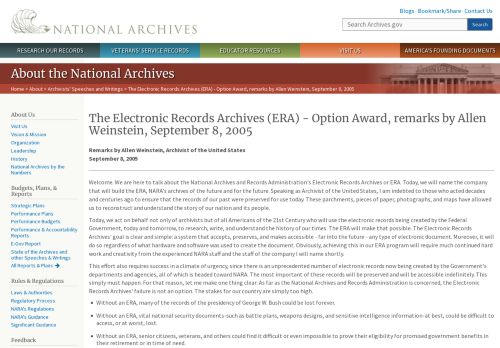 Blogs · Bookmark/Share · Contact Us
NATIONAL ARCHIVES
Search Archives.gov
Search
RESEARCH OUR RECORDS
VETERANS' SERVICE RECORDS
EDUCATOR RESOURCES
VISIT US
AMERICA'S FOUNDING DOCUMENTS
About the National Archives
Home > About > Archivists' Speeches and Writings > The Electronic Records Archives (ERA) - Option Award, remarks by Allen Weinstein, September 8, 2005
About Us
Visit Us
Vision & Mission
Organization
Leadership
History
National Archives by the
Numbers
Budgets, Plans, &
Reports
Strategic Plans
Performance Plans
Performance Budgets
Performance & Accountability
Reports
E-Gov Report
State of the Archives and
other Speeches & Writings
All Reports & Plans
Rules & Regulations
Laws & Authorities
Regulatory Process
NARA's Regulations
NARA's Guidance
Significant Guidance
Feedback
The Electronic Records Archives (ERA) - Option Award, remarks by Allen
Weinstein, September 8, 2005
Remarks by Allen Weinstein, Archivist of the United States
September 8, 2005
Welcome. We are here to talk about the National Archives and Records Administration's Electronic Records Archives or ERA. Today, we will name the company
that will build the ERA, NARA's archives of the future and for the future. Speaking as Archivist of the United States, I am indebted to those who acted decades
and centuries ago to ensure that the records of our past were preserved for use today. These parchments, pieces of paper, photographs, and maps have allowed
us to reconstruct and understand the story of our nation and its people.
Today, we act on behalf not only of archivists but of all Americans of the 21st Century who will use the electronic records being created by the Federal
Government, today and tomorrow, to research, write, and understand the history of our times. The ERA will make that possible. The Electronic Records
Archives' goal is clear and simple: a system that accepts, preserves, and makes accessible - far into the future - any type of electronic document. Moreover, it will
do so regardless of what hardware and software was used to create the document. Obviously, achieving this in our ERA program will require much continued hard
work and creativity from the experienced NARA staff and the staff of the company I will name shortly.
This effort also requires success in a climate of urgency, since there is an unprecedented number of electronic records now being created by the Government's
departments and agencies, all of which is headed toward NARA. The most important of these records will be preserved and will be accessible indefinitely. This
simply must happen. For that reason, let me make one thing clear: As far as the National Archives and Records Administration is concerned, the Electronic
Records Archives' failure is not an option. The stakes for our country are simply too high.
• Without an ERA, many of the records of the presidency of George W. Bush could be lost forever.
• Without an ERA, vital national security documents-such as battle plans, weapons designs, and sensitive intelligence information-at best, could be difficult to
access, or at worst, lost.
• Without an ERA, senior citizens, veterans, and others could find it difficult or even impossible to prove their eligibility for promised government benefits in
their retirement or in time of need.